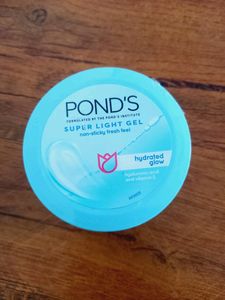 POND'S
FORMULATED BY THE POND'S INSTITUTE
SUPER LIGHT GEL
non-sticky fresh feel
hydrated
glow
hyaluronic acid
and vitamin E